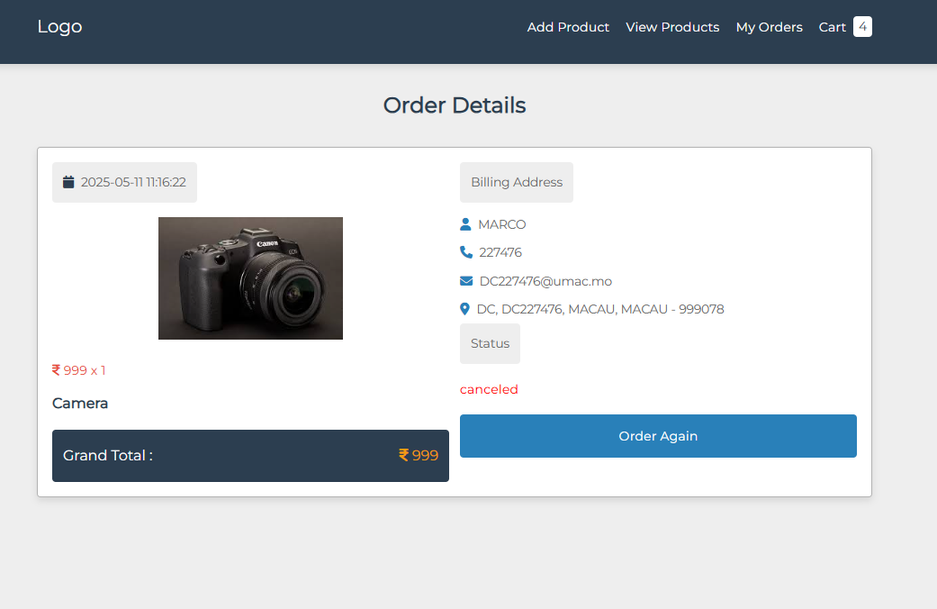 Logo
Add Product View Products My Orders Cart 4
Order Details
2025-05-11 11:16:22
Canon
EOS
₹ 999 x 1
Camera
Grand Total : ₹ 999
Billing Address
MARCO
227476
DC227476@umac.mo
DC, DC227476, MACAU, MACAU - 999078
Status
canceled
Order Again